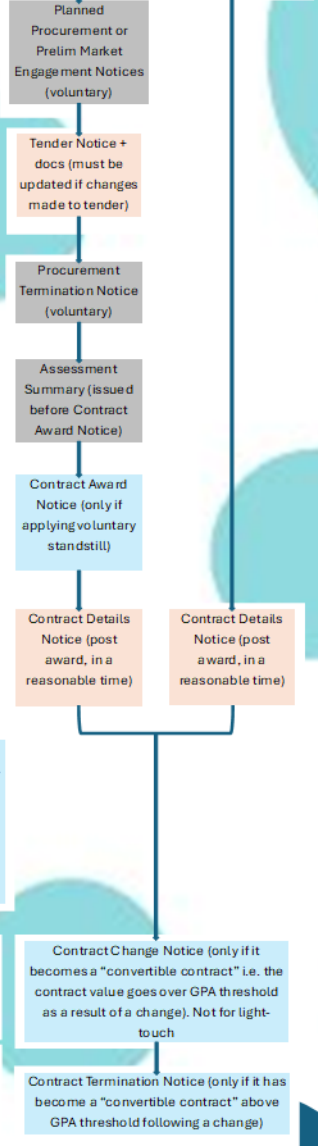 Planned
Procurement or
Prelim Market
Engagement Notices
(voluntary)
Tender Notice +
docs (must be
updated if changes
made to tender)
Procurement
Termination Notice
(voluntary)
Assessment
Summary (issued
before Contract
Award Notice)
Contract Award
Notice (only if
applying voluntary
standstill)
Contract Details
Notice (post
award, in a
reasonable time)
Contract Details
Notice (post
award, in a
reasonable time)
Contract Change Notice (only if it
becomes a “convertible contract” i.e. the
contract value goes over GPA threshold
as a result of a change). Not for light-
touch
Contract Termination Notice (only if it has
become a “convertible contract” above
GPA threshold following a change)